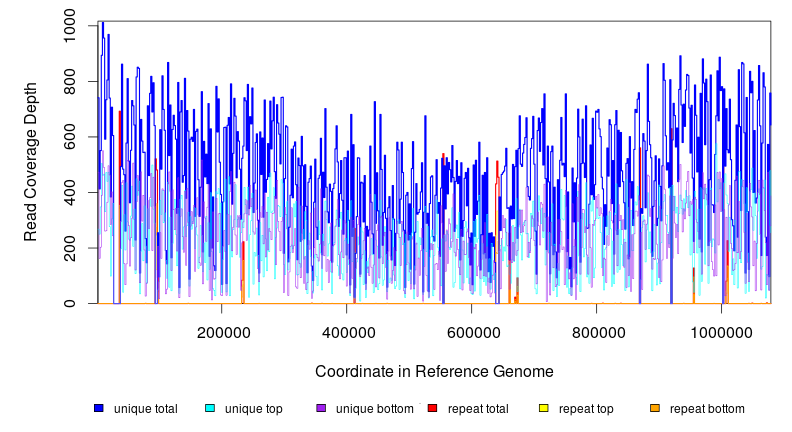 Read Coverage Depth
1000
800
600
400
200
0
200000 400000 600000 800000 1000000
Coordinate in Reference Genome
unique total unique top unique bottom repeat total repeat top repeat bottom